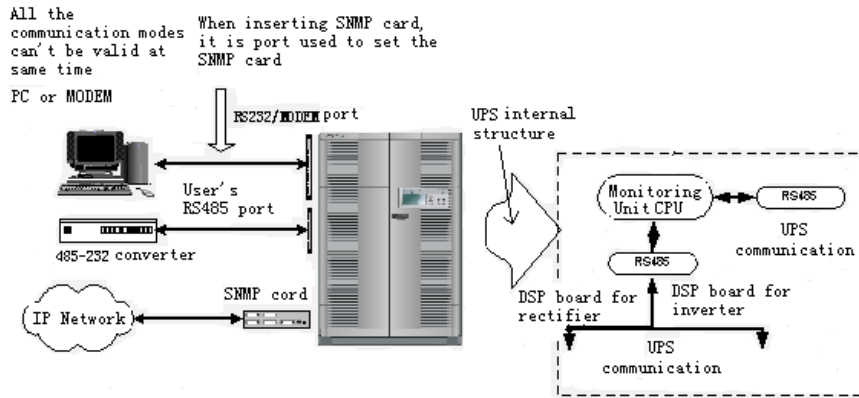 All the
communication modes
can't be valid at
same time
When inserting SNMP card,
it is port used to set the
SNMP card
PC or MODEM
RS232/MODEM port
User's
RS485 port
485-232 converter
SNMP cord
IP Network
UPS internal
structure
Monitoring
Unit CPU
RS485
UPS
communication
RS485
DSP board for
rectifier
DSP board for
inverter
UPS
communication